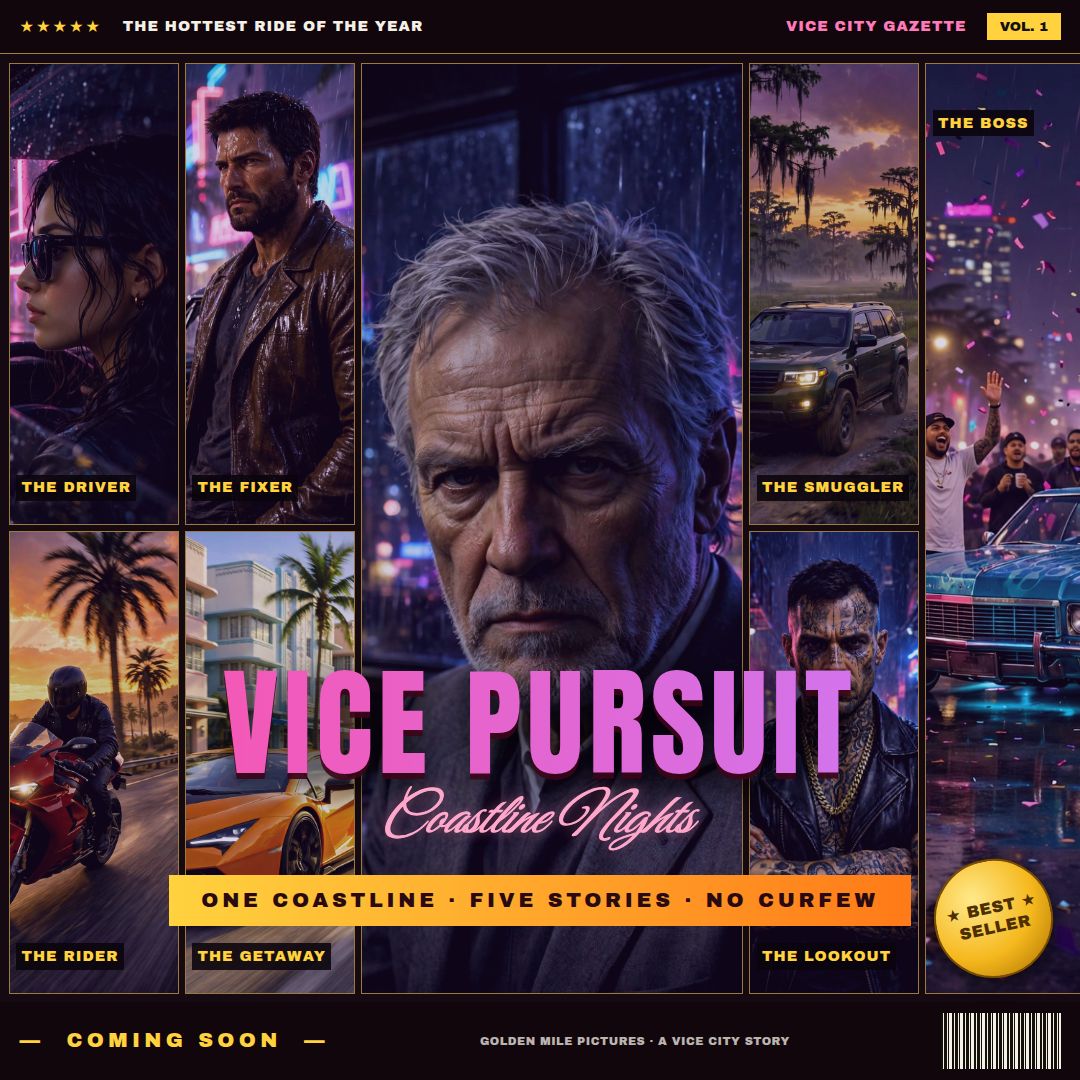 ★★★★★ THE HOTTEST RIDE OF THE YEAR
VICE CITY GAZETTE
VOL. 1
THE BOSS
THE DRIVER
THE FIXER
THE SMUGGLER
VICE PURSUIT
Coastline Nights
ONE COASTLINE · FIVE STORIES · NO CURFEW
★ BEST ★
SELLER
THE RIDER
THE GETAWAY
THE LOOKOUT
— COMING SOON —
GOLDEN MILE PICTURES · A VICE CITY STORY